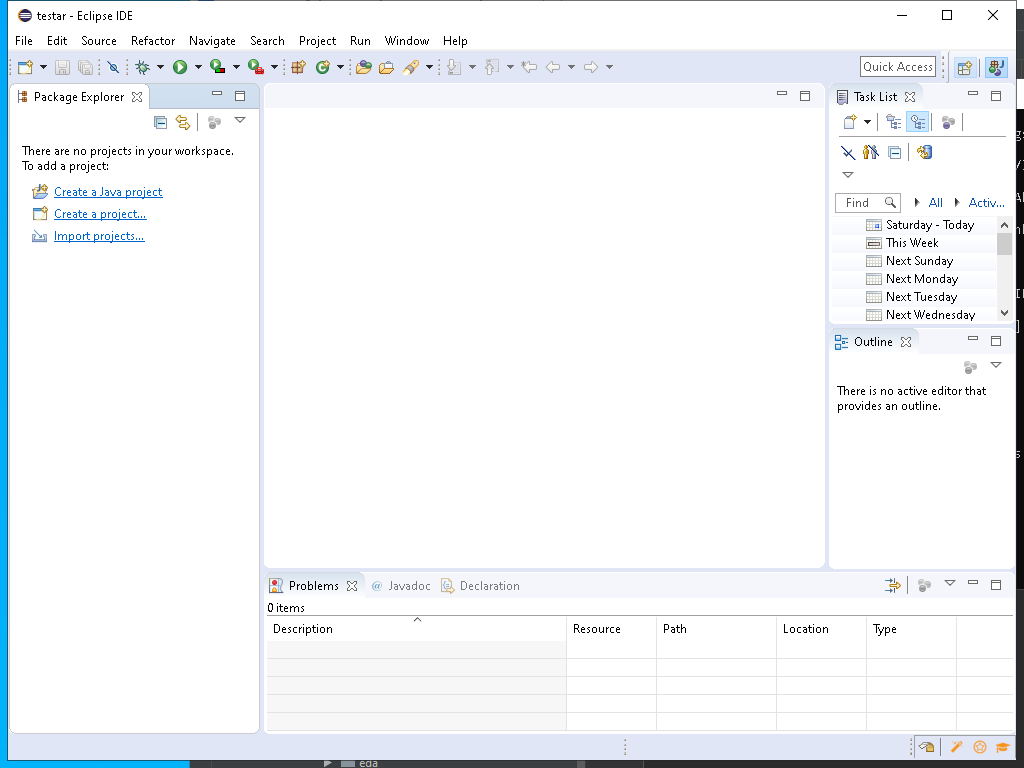 testar - Eclipse IDE
File Edit Source Refactor Navigate Search Project Run Window Help
Quick Access
Package Explorer
There are no projects in your workspace.
To add a project:
Create a Java project
Create a project...
Import projects...
Task List
Find All Activ...
Saturday - Today
This Week
Next Sunday
Next Monday
Next Tuesday
Next Wednesday
Outline
There is no active editor that
provides an outline.
Problems @ Javadoc Declaration
0 items
Description Resource Path Location Type
eda